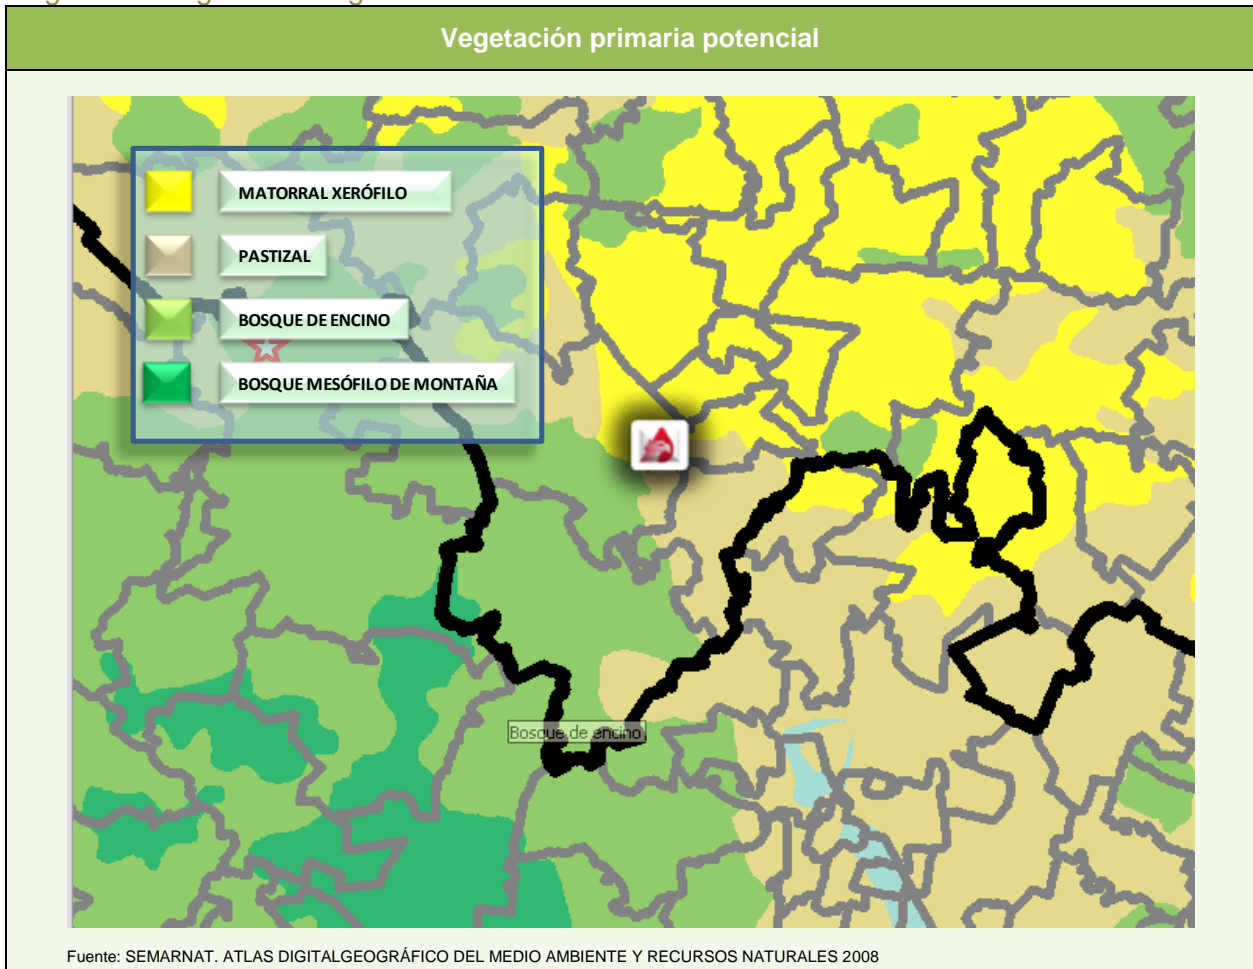 Vegetación primaria potencial
MATORRAL XERÓFILO
PASTIZAL
BOSQUE DE ENCINO
BOSQUE MESÓFILO DE MONTAÑA
Bosque de encino
Fuente: SEMARNAT. ATLAS DIGITALGEOGRÁFICO DEL MEDIO AMBIENTE Y RECURSOS NATURALES 2008